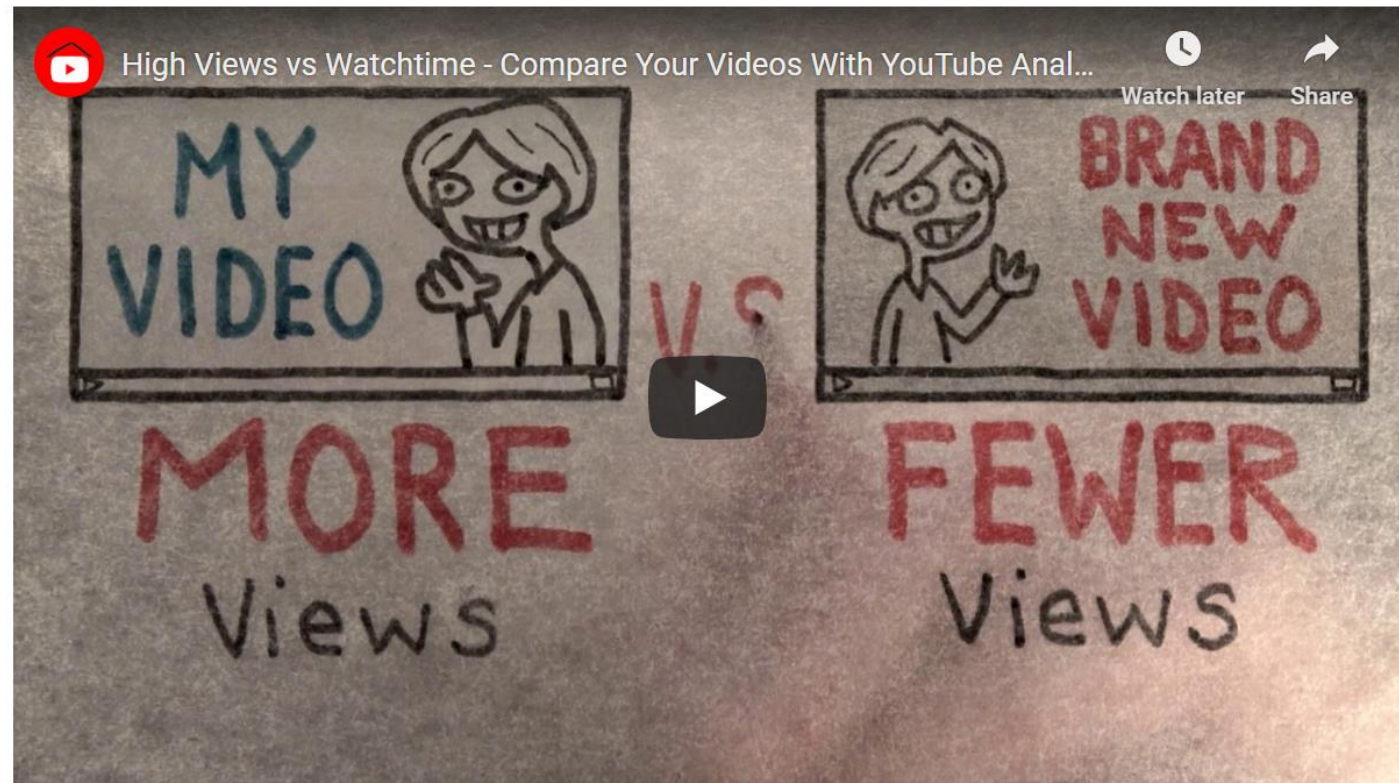 High Views vs Watchtime - Compare Your Videos With YouTube Anal...
Watch later
Share
MY
VIDEO
V.S
BRAND
NEW
VIDEO
MORE
Views
FEWER
Views